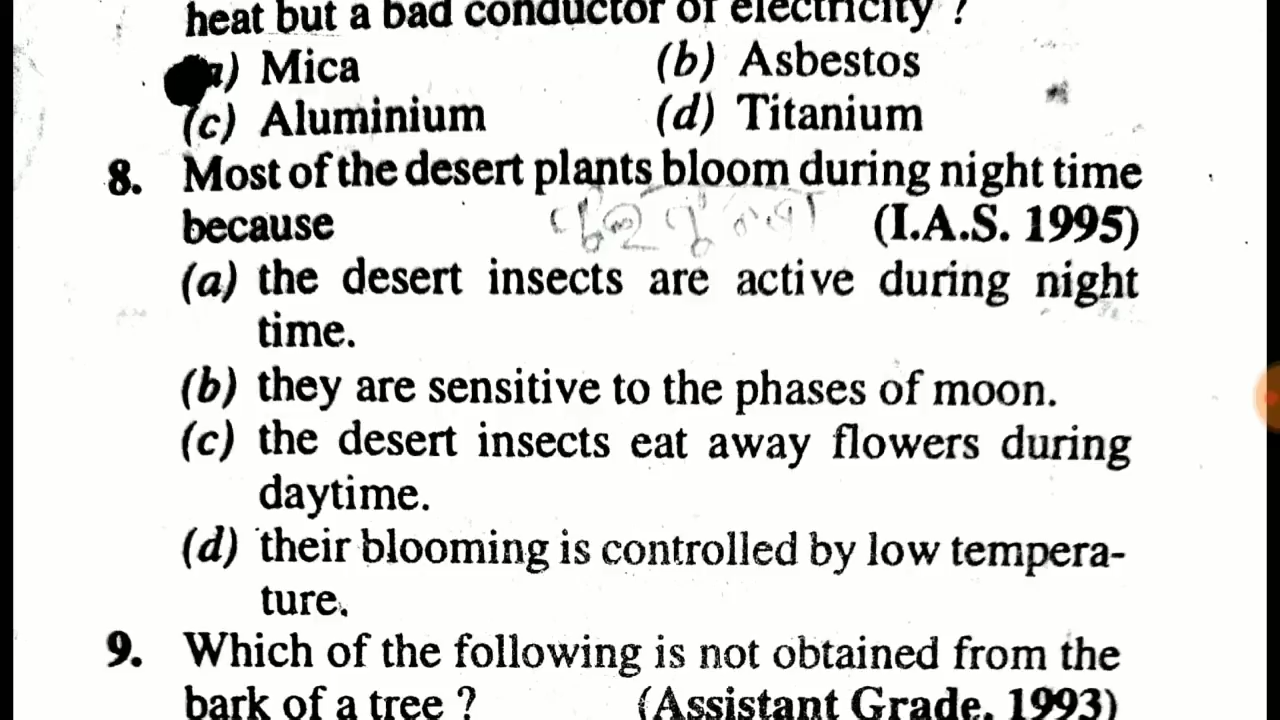 heat but a bad conductor of electricity ?
a) Mica (b) Asbestos
(c) Aluminium (d) Titanium
8. Most of the desert plants bloom during night time
because (I.A.S. 1995)
(a) the desert insects are active during night
time.
(b) they are sensitive to the phases of moon.
(c) the desert insects eat away flowers during
daytime.
(d) their blooming is controlled by low tempera-
ture.
9. Which of the following is not obtained from the
bark of a tree ? (Assistant Grade, 1993)